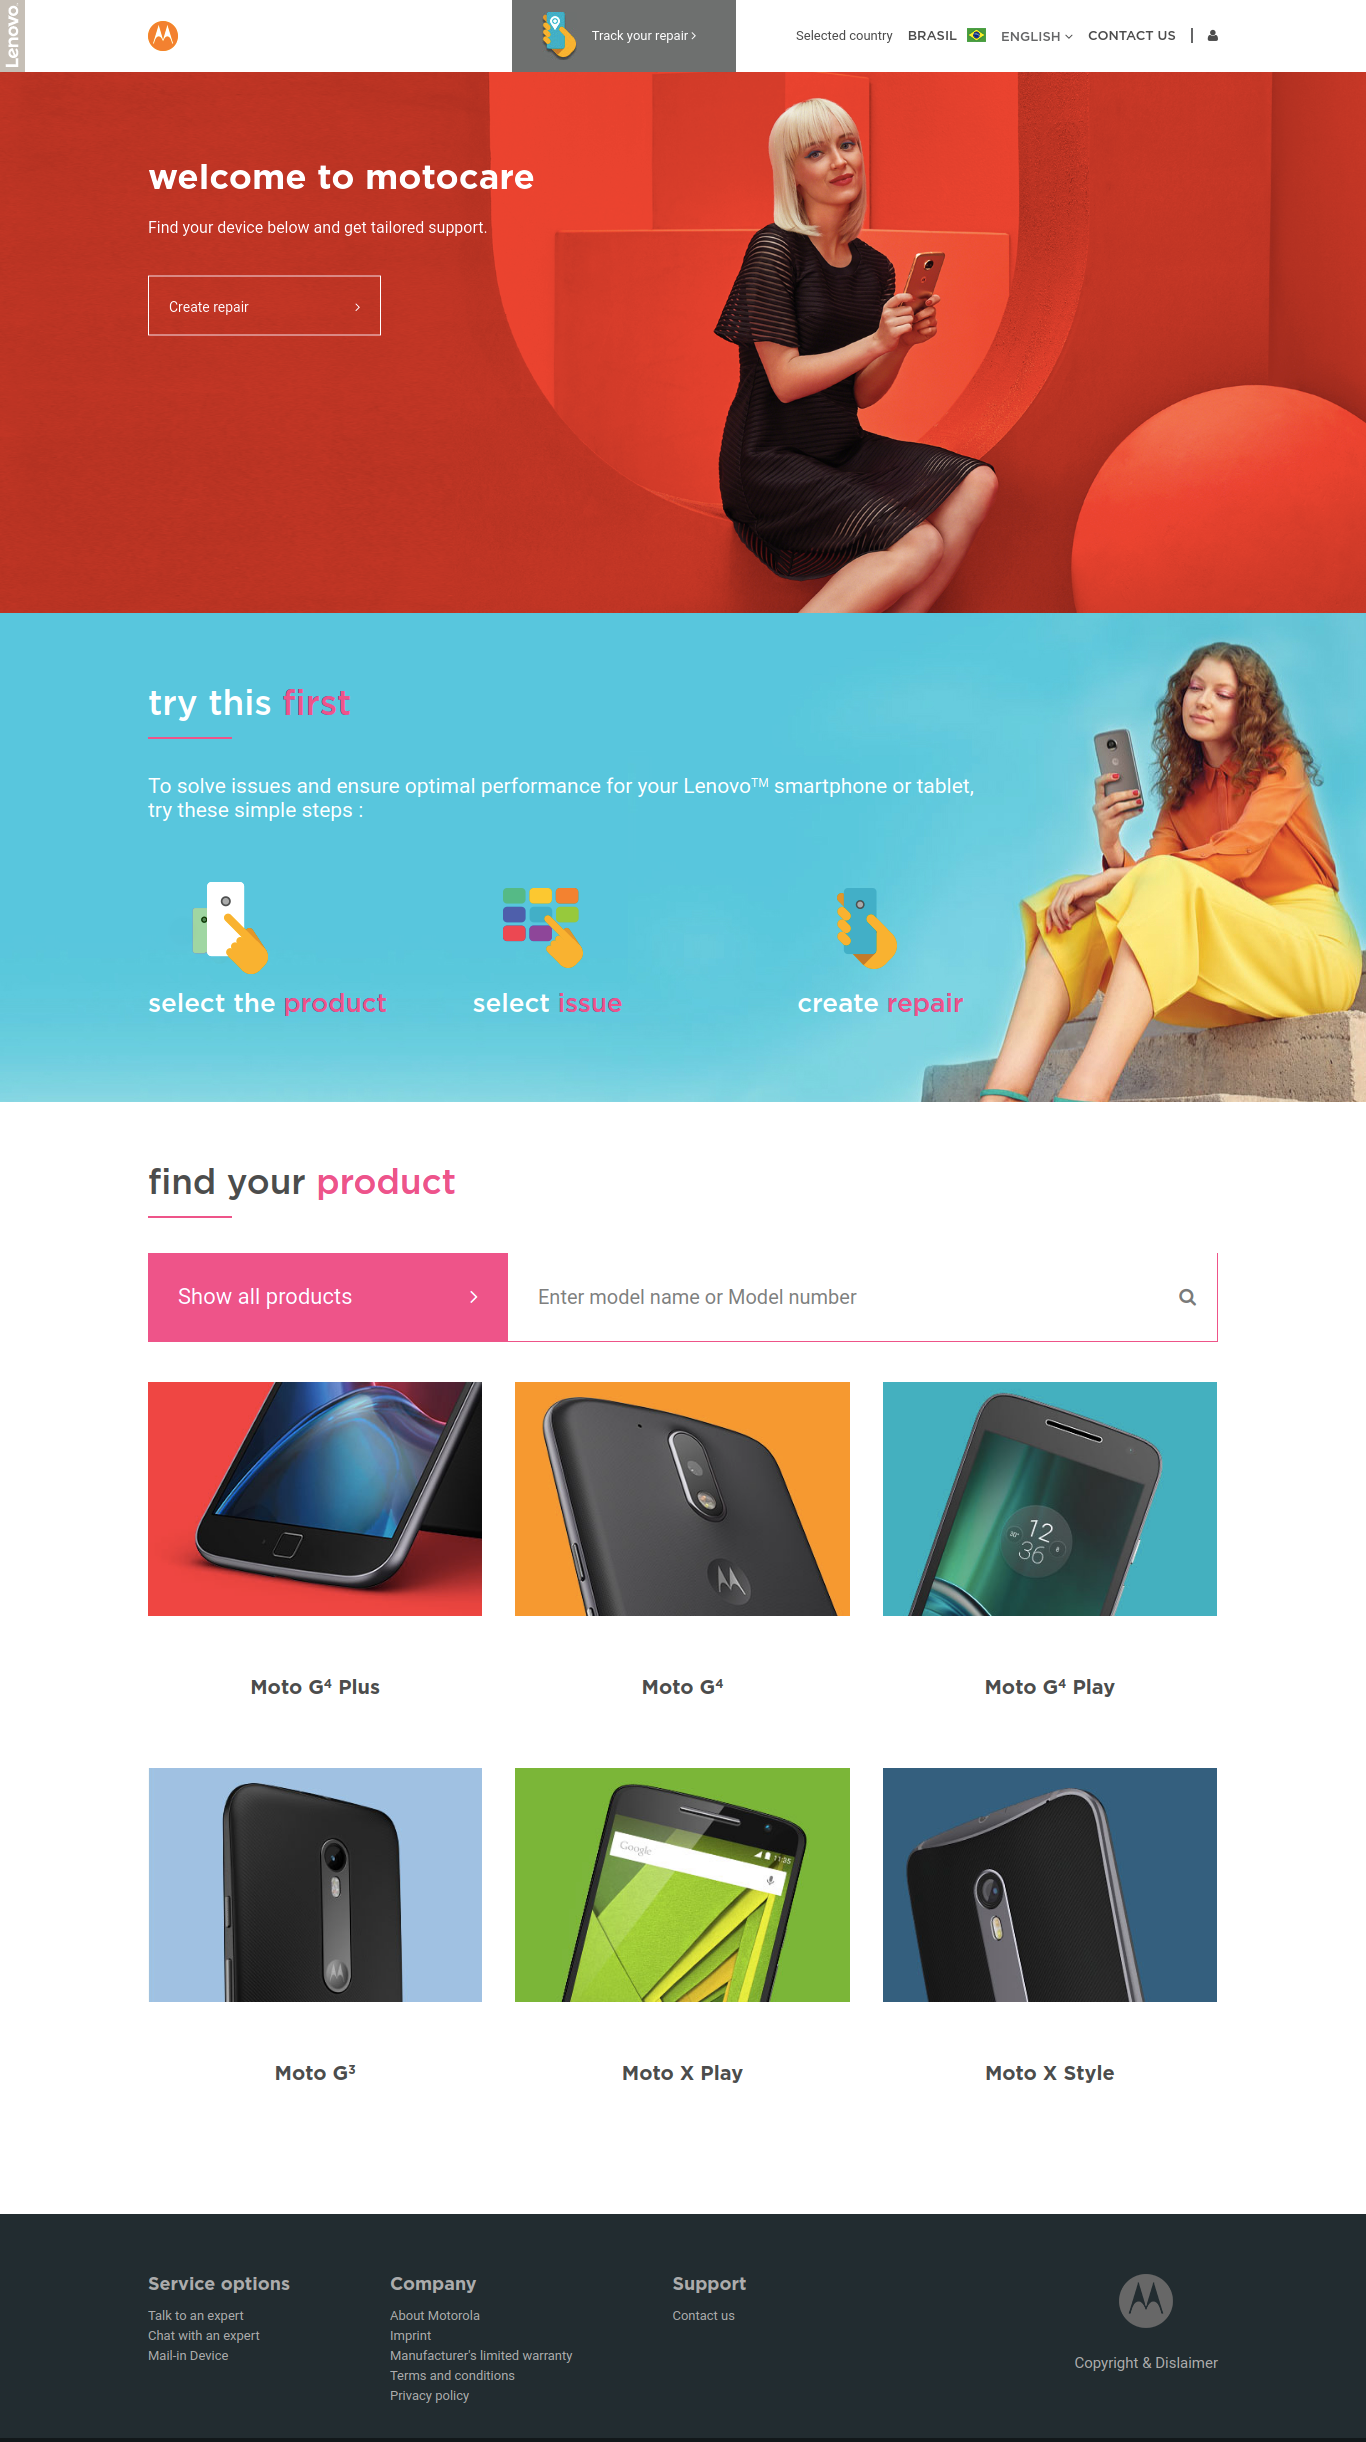 Lenovo
Track your repair
Selected country BRASIL ENGLISH CONTACT US
welcome to motocare
Find your device below and get tailored support.
Create repair
try this first
To solve issues and ensure optimal performance for your Lenovo™ smartphone or tablet,
try these simple steps :
select the product
select issue
create repair
find your product
Show all products
Enter model name or Model number
12
36
Moto G⁴ Plus
Moto G⁴
Moto G⁴ Play
Google
11:35
Moto G³
Moto X Play
Moto X Style
Service options
Talk to an expert
Chat with an expert
Mail-in Device
Company
About Motorola
Imprint
Manufacturer's limited warranty
Terms and conditions
Privacy policy
Support
Contact us
Copyright & Dislaimer